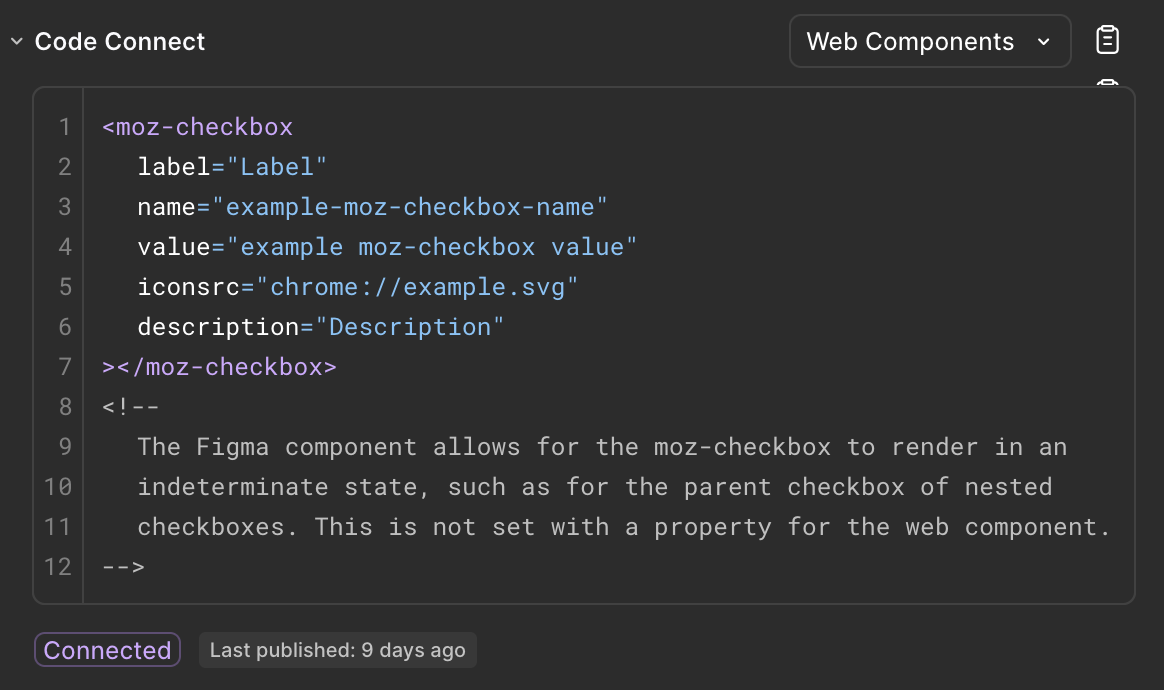 Code Connect
Web Components
1 <moz-checkbox
2 label="Label"
3 name="example-moz-checkbox-name"
4 value="example moz-checkbox value"
5 iconsrc="chrome://example.svg"
6 description="Description"
7 ></moz-checkbox>
8 <!--
9 The Figma component allows for the moz-checkbox to render in an
10 indeterminate state, such as for the parent checkbox of nested
11 checkboxes. This is not set with a property for the web component.
12 -->
Connected
Last published: 9 days ago